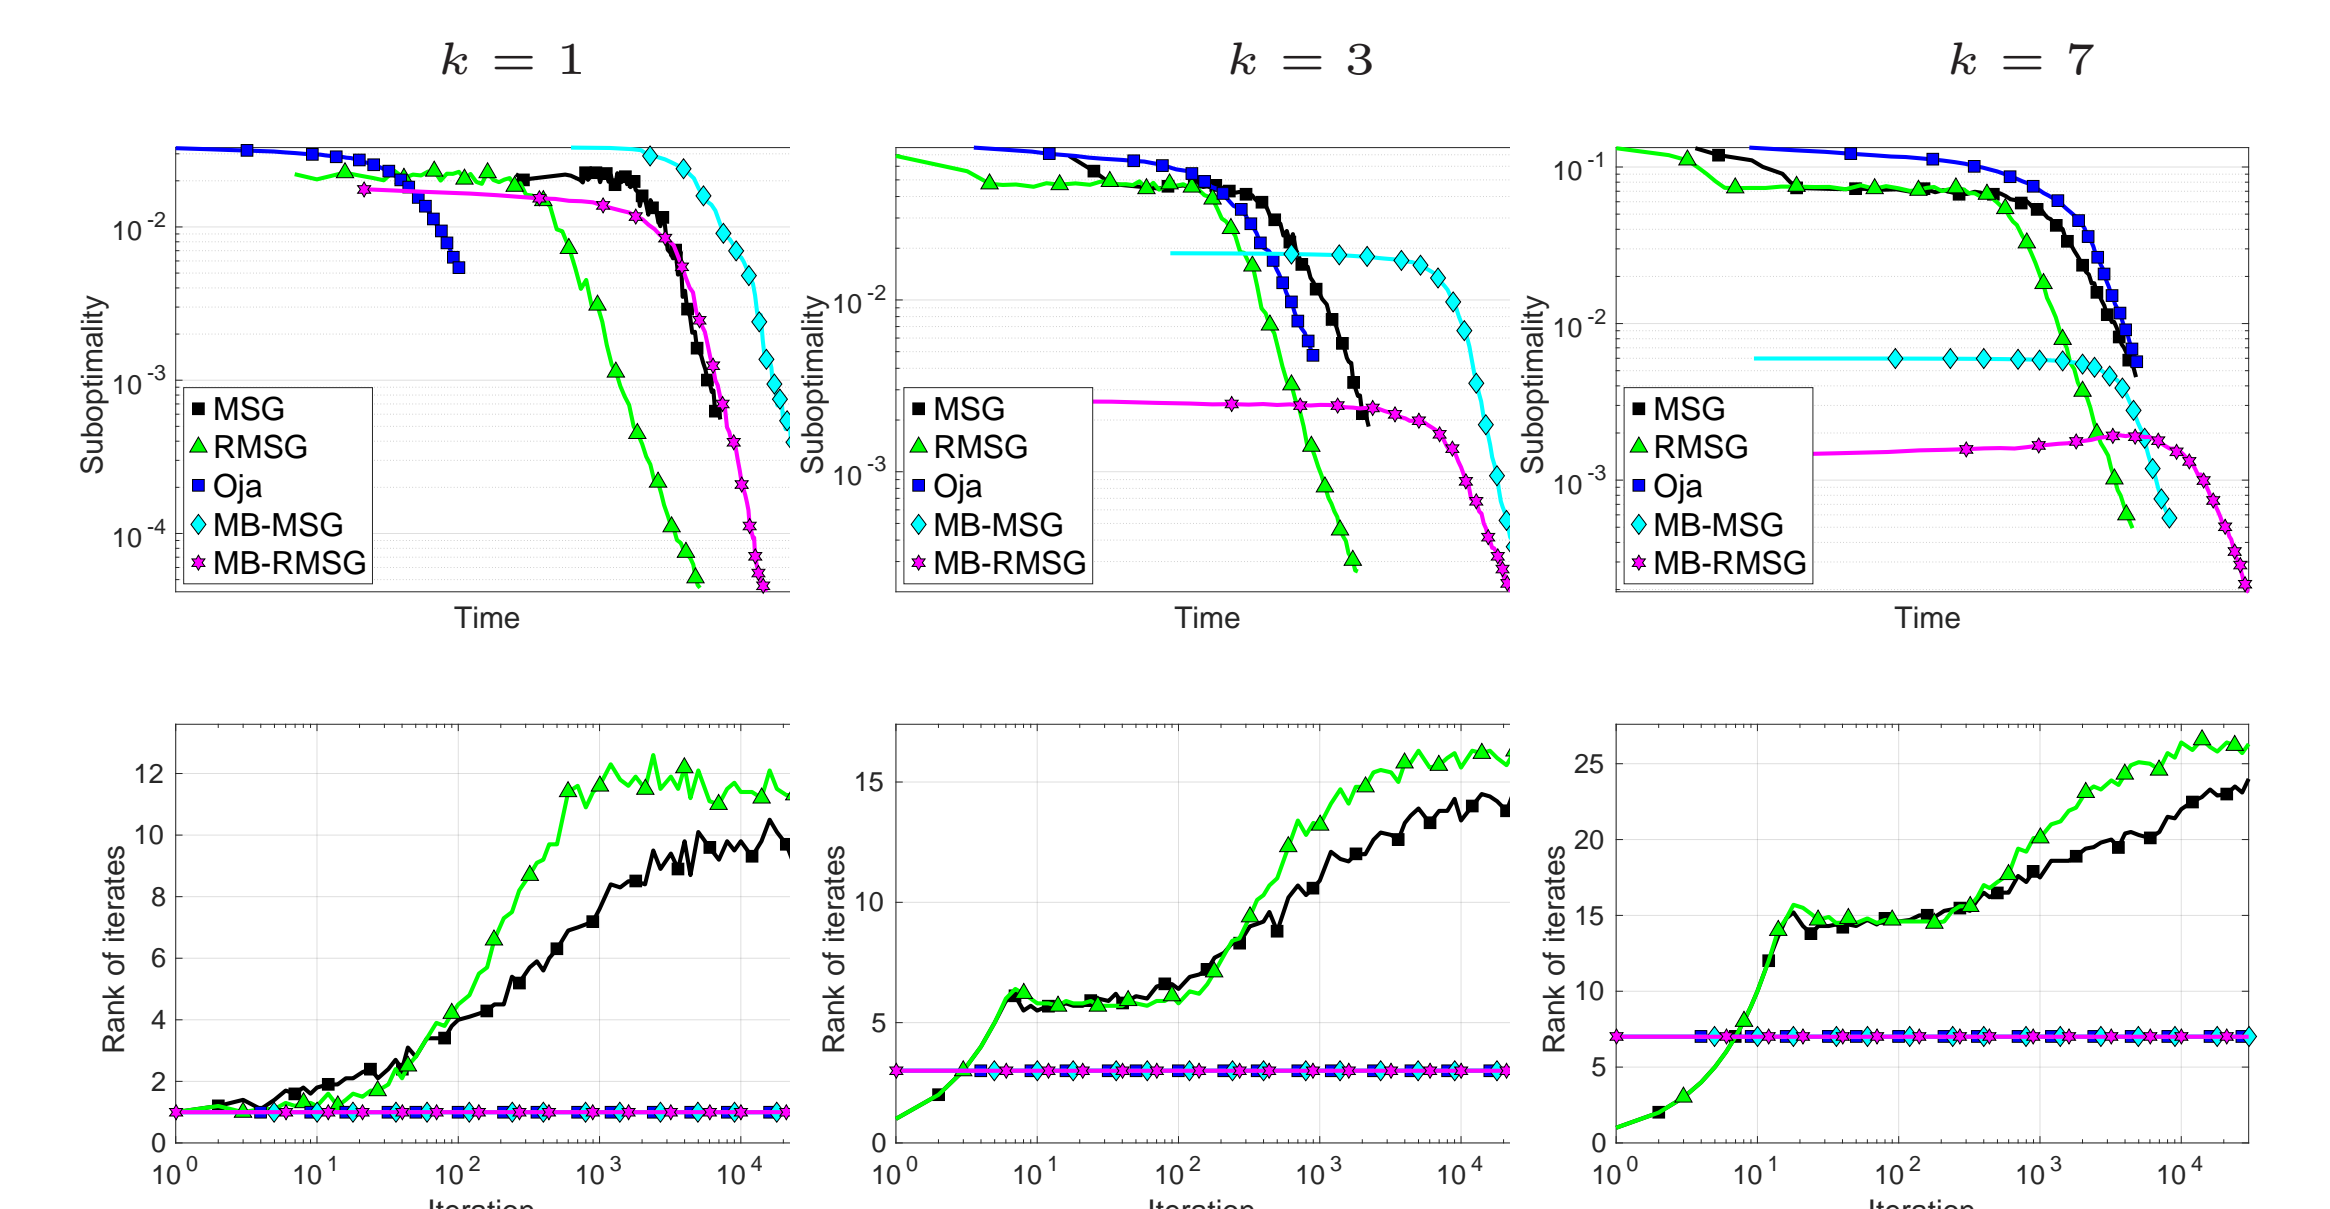 k = 1
k = 3
k = 7
Suboptimality
10^-2
10^-3
10^-4
MSG
RMSG
Oja
MB-MSG
MB-RMSG
Time
Suboptimality
10^-2
10^-3
MSG
RMSG
Oja
MB-MSG
MB-RMSG
Time
Suboptimality
10^-1
10^-2
10^-3
MSG
RMSG
Oja
MB-MSG
MB-RMSG
Time
Rank of iterates
12
10
8
6
4
2
0
10^0 10^1 10^2 10^3 10^4
Iteration
Rank of iterates
15
10
5
0
10^0 10^1 10^2 10^3 10^4
Iteration
Rank of iterates
25
20
15
10
5
0
10^0 10^1 10^2 10^3 10^4
Iteration